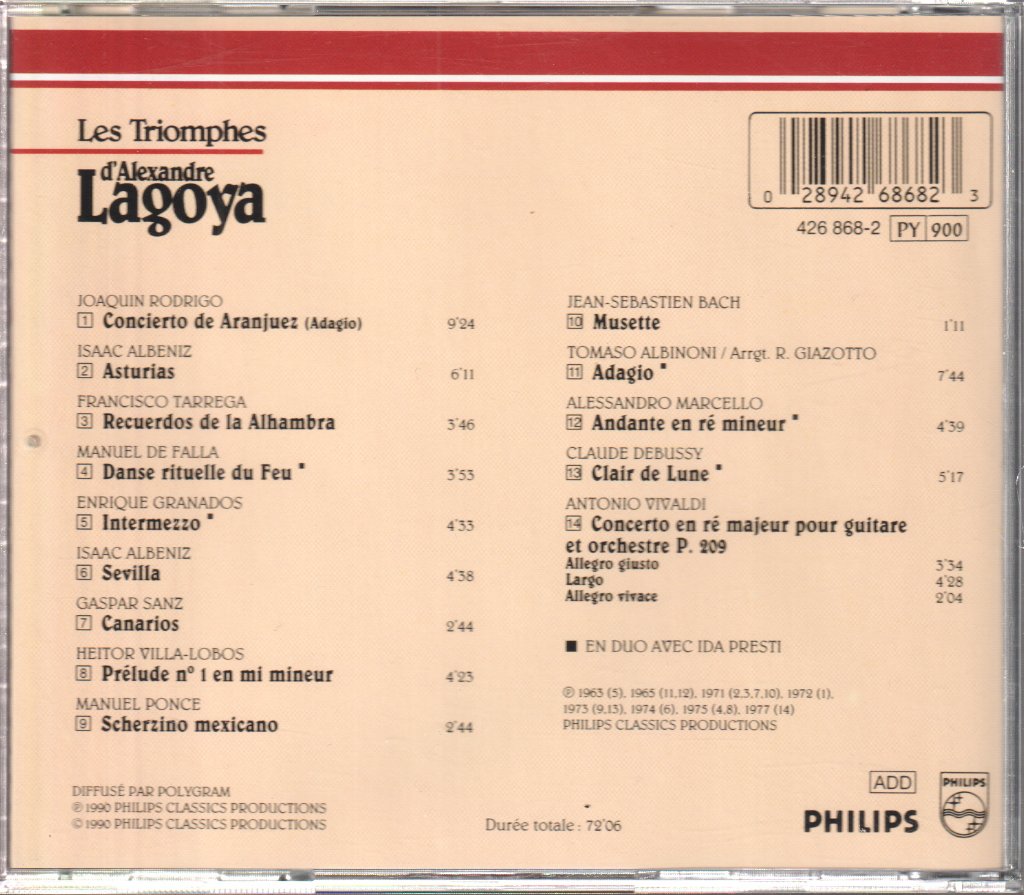 Les Triomphes
d'Alexandre
Lagoya
0 28942 68682 3
426 868-2 PY 900
JOAQUIN RODRIGO
1 Concierto de Aranjuez (Adagio) 9'24
ISAAC ALBENIZ
2 Asturias 6'11
FRANCISCO TARREGA
3 Recuerdos de la Alhambra 3'46
MANUEL DE FALLA
4 Danse rituelle du Feu ■ 3'53
ENRIQUE GRANADOS
5 Intermezzo ■ 4'33
ISAAC ALBENIZ
6 Sevilla 4'38
GASPAR SANZ
7 Canarios 2'44
HEITOR VILLA-LOBOS
8 Prélude nº 1 en mi mineur 4'23
MANUEL PONCE
9 Scherzino mexicano 2'44
JEAN-SEBASTIEN BACH
10 Musette 1'11
TOMASO ALBINONI / Arrgt. R. GIAZOTTO
11 Adagio ■ 7'44
ALESSANDRO MARCELLO
12 Andante en ré mineur ■ 4'39
CLAUDE DEBUSSY
13 Clair de Lune ■ 5'17
ANTONIO VIVALDI
14 Concerto en ré majeur pour guitare
et orchestre P. 209
Allegro giusto 3'34
Largo 4'28
Allegro vivace 2'04
■ EN DUO AVEC IDA PRESTI
℗ 1963 (5), 1965 (11,12), 1971 (2,3,7,10), 1972 (1),
1973 (9,13), 1974 (6), 1975 (4,8), 1977 (14)
PHILIPS CLASSICS PRODUCTIONS
DIFFUSÉ PAR POLYGRAM
℗ 1990 PHILIPS CLASSICS PRODUCTIONS
© 1990 PHILIPS CLASSICS PRODUCTIONS
Durée totale : 72'06
ADD
PHILIPS
PHILIPS